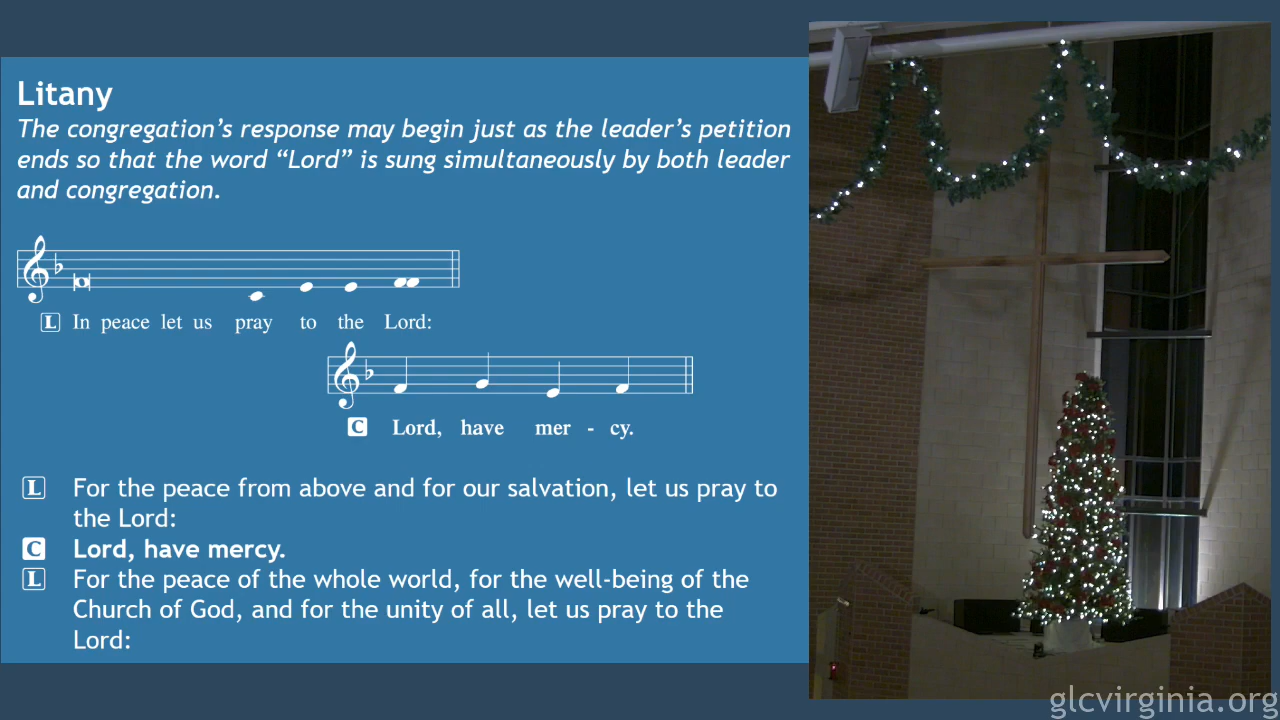 Litany
The congregation’s response may begin just as the leader’s petition
ends so that the word “Lord” is sung simultaneously by both leader
and congregation.
L In peace let us pray to the Lord:
C Lord, have mer - cy.
L For the peace from above and for our salvation, let us pray to
the Lord:
C Lord, have mercy.
L For the peace of the whole world, for the well-being of the
Church of God, and for the unity of all, let us pray to the
Lord:
glcvirginia.org